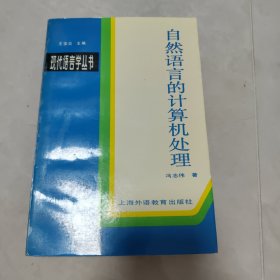 王宗炎 主编
现代语言学丛书
自然语言的计算机处理
冯志伟 著
上海外语教育出版社